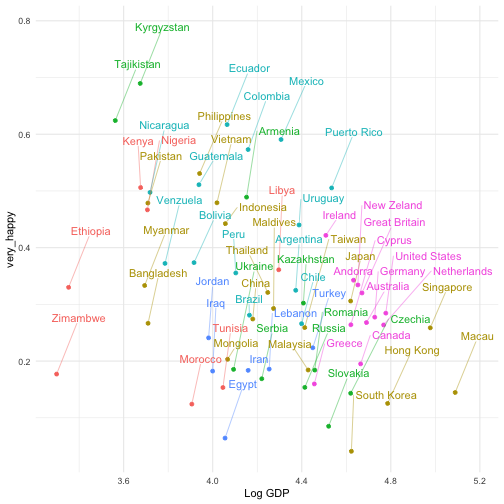 0.8
Kyrgyzstan
Tajikistan
Ecuador
Mexico
Colombia
0.6
Philippines
Nicaragua
Armenia
Puerto Rico
Kenya
Nigeria
Vietnam
Pakistan
Guatemala
Libya
Venzuela
Uruguay
Indonesia
New Zeland
Bolivia
Ireland
Maldives
Great Britain
Ethiopia
Myanmar
Peru
Argentina
Taiwan
Cyprus
0.4
Thailand
Kazakhstan
Japan
United States
Ukraine
Andorra
Germany
Netherlands
Bangladesh
Jordan
China
Chile
Australia
Singapore
Turkey
Iraq
Brazil
Lebanon
Romania
Zimbabwe
Zimbawe
Tunisia
Serbia
Russia
Czechia
Mongolia
Malaysia
Greece
Canada
Macau
Morocco
Iran
Hong Kong
0.2
Egypt
Slovakia
South Korea
3.6
4.0
4.4
4.8
5.2
Log GDP
very_happy